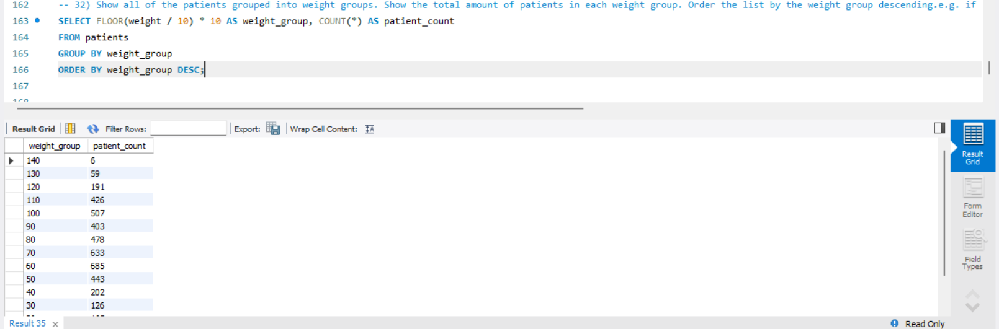 162 -- 32) Show all of the patients grouped into weight groups. Show the total amount of patients in each weight group. Order the list by the weight group descending.e.g. if
163 SELECT FLOOR(weight / 10) * 10 AS weight_group, COUNT(*) AS patient_count
164 FROM patients
165 GROUP BY weight_group
166 ORDER BY weight_group DESC;
167
Result Grid Filter Rows: Export: Wrap Cell Content:
weight_group patient_count
140 6
130 59
120 191
110 426
100 507
90 403
80 478
70 633
60 685
50 443
40 202
30 126
Result
Grid
Form
Editor
Field
Types
Result 35 x
Read Only